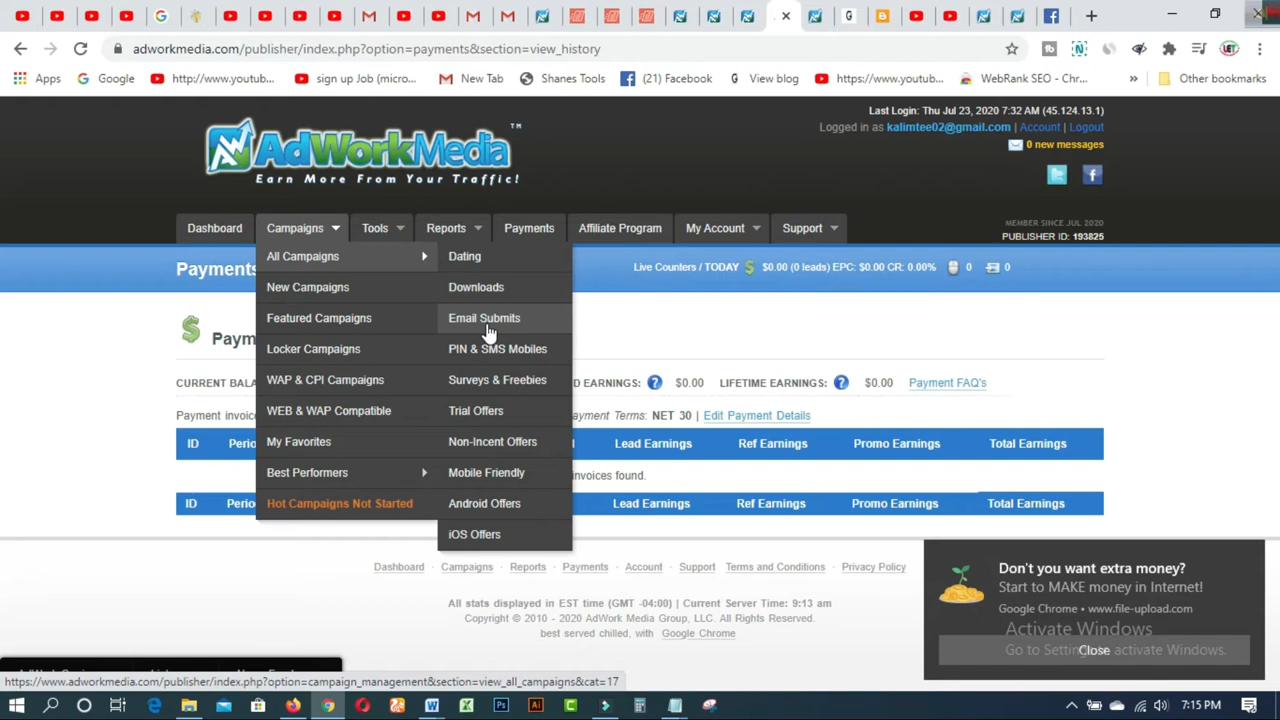 adworkmedia.com/publisher/index.php?option=payments&section=view_history
Apps
Google
http://www.youtub...
sign up Job (micro...
New Tab
Shanes Tools
(21) Facebook
View blog
https://www.youtu...
WebRank SEO - Chr...
»
Other bookmarks
AdWorkMedia™
Earn More From Your Traffic!
Last Login: Thu Jul 23, 2020 7:32 AM (45.124.13.1)
Logged in as kalimtee02@gmail.com | Account | Logout
0 new messages
MEMBER SINCE JUL 2020
PUBLISHER ID: 193825
Dashboard Campaigns Tools Reports Payments Affiliate Program My Account Support
Payments
Live Counters / TODAY $0.00 (0 leads) EPC: $0.00 CR: 0.00% 0 0
All Campaigns
New Campaigns
Featured Campaigns
Locker Campaigns
WAP & CPI Campaigns
WEB & WAP Compatible
My Favorites
Best Performers
Hot Campaigns Not Started
Dating
Downloads
Email Submits
PIN & SMS Mobiles
Surveys & Freebies
Trial Offers
Non-Incent Offers
Mobile Friendly
Android Offers
iOS Offers
Paym
CURRENT BALA
D EARNINGS: $0.00 LIFETIME EARNINGS: $0.00 Payment FAQ's
Payment invoic
ayment Terms: NET 30 | Edit Payment Details
ID Perio Lead Earnings Ref Earnings Promo Earnings Total Earnings
nvoices found.
ID Perio Lead Earnings Ref Earnings Promo Earnings Total Earnings
Dashboard · Campaigns · Reports · Payments · Account · Support · Terms and Conditions · Privacy Policy
All stats displayed in EST time (GMT -04:00) | Current Server Time: 9:13 am
Copyright © 2010 - 2020 AdWork Media Group, LLC. All Rights Reserved.
best served chilled, with Google Chrome
Don't you want extra money?
Start to MAKE money in Internet!
Google Chrome • www.file-upload.com
Activate Windows
Go to Settings to activate Windows.
Close
https://www.adworkmedia.com/publisher/index.php?option=campaign_management&section=view_all_campaigns&cat=17
7:15 PM